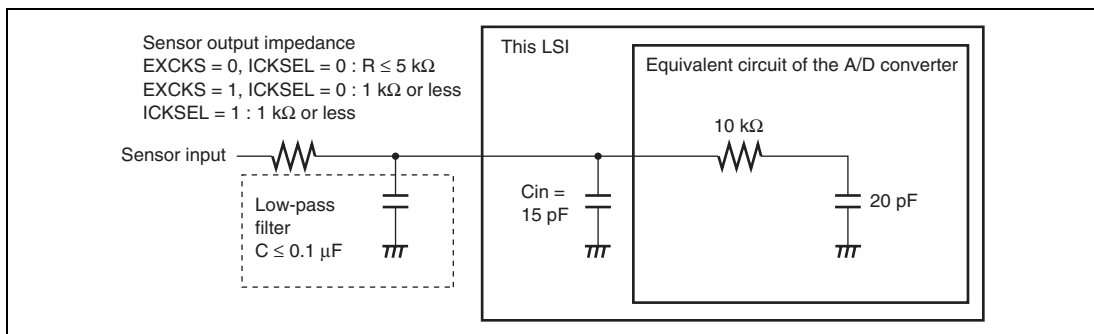 Sensor output impedance
EXCKS = 0, ICKSEL = 0 : R ≤ 5 kΩ
EXCKS = 1, ICKSEL = 0 : 1 kΩ or less
ICKSEL = 1 : 1 kΩ or less
This LSI
Equivalent circuit of the A/D converter
10 kΩ
Sensor input
Low-pass
filter
C ≤ 0.1 μF
Cin =
15 pF
20 pF